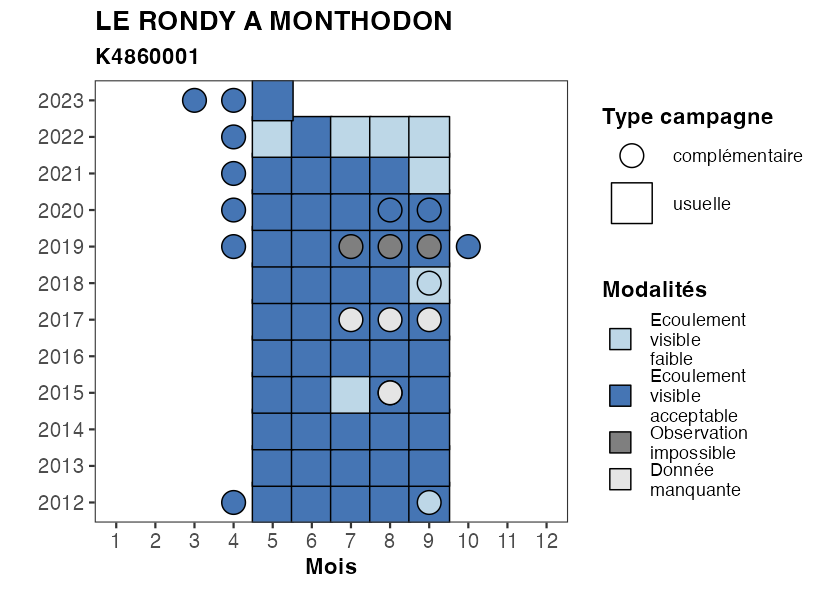 LE RONDY A MONTHODON
K4860001
2023
2022
2021
2020
2019
2018
2017
2016
2015
2014
2013
2012
1 2 3 4 5 6 7 8 9 10 11 12
Mois
Type campagne
complémentaire
usuelle
Modalités
Ecoulement
visible
faible
Ecoulement
visible
acceptable
Observation
impossible
Donnée
manquante